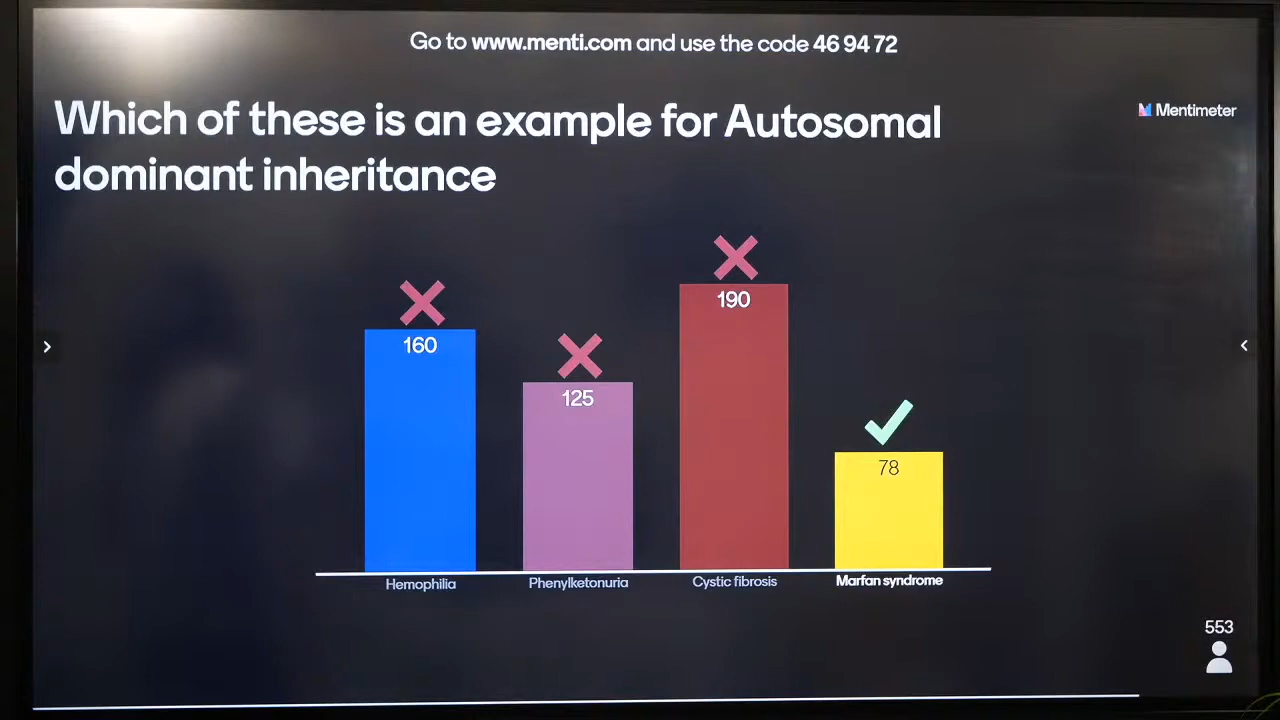 Go to www.menti.com and use the code 46 94 72
Mentimeter
Which of these is an example for Autosomal
dominant inheritance
160
125
190
78
Hemophilia
Phenylketonuria
Cystic fibrosis
Marfan syndrome
553